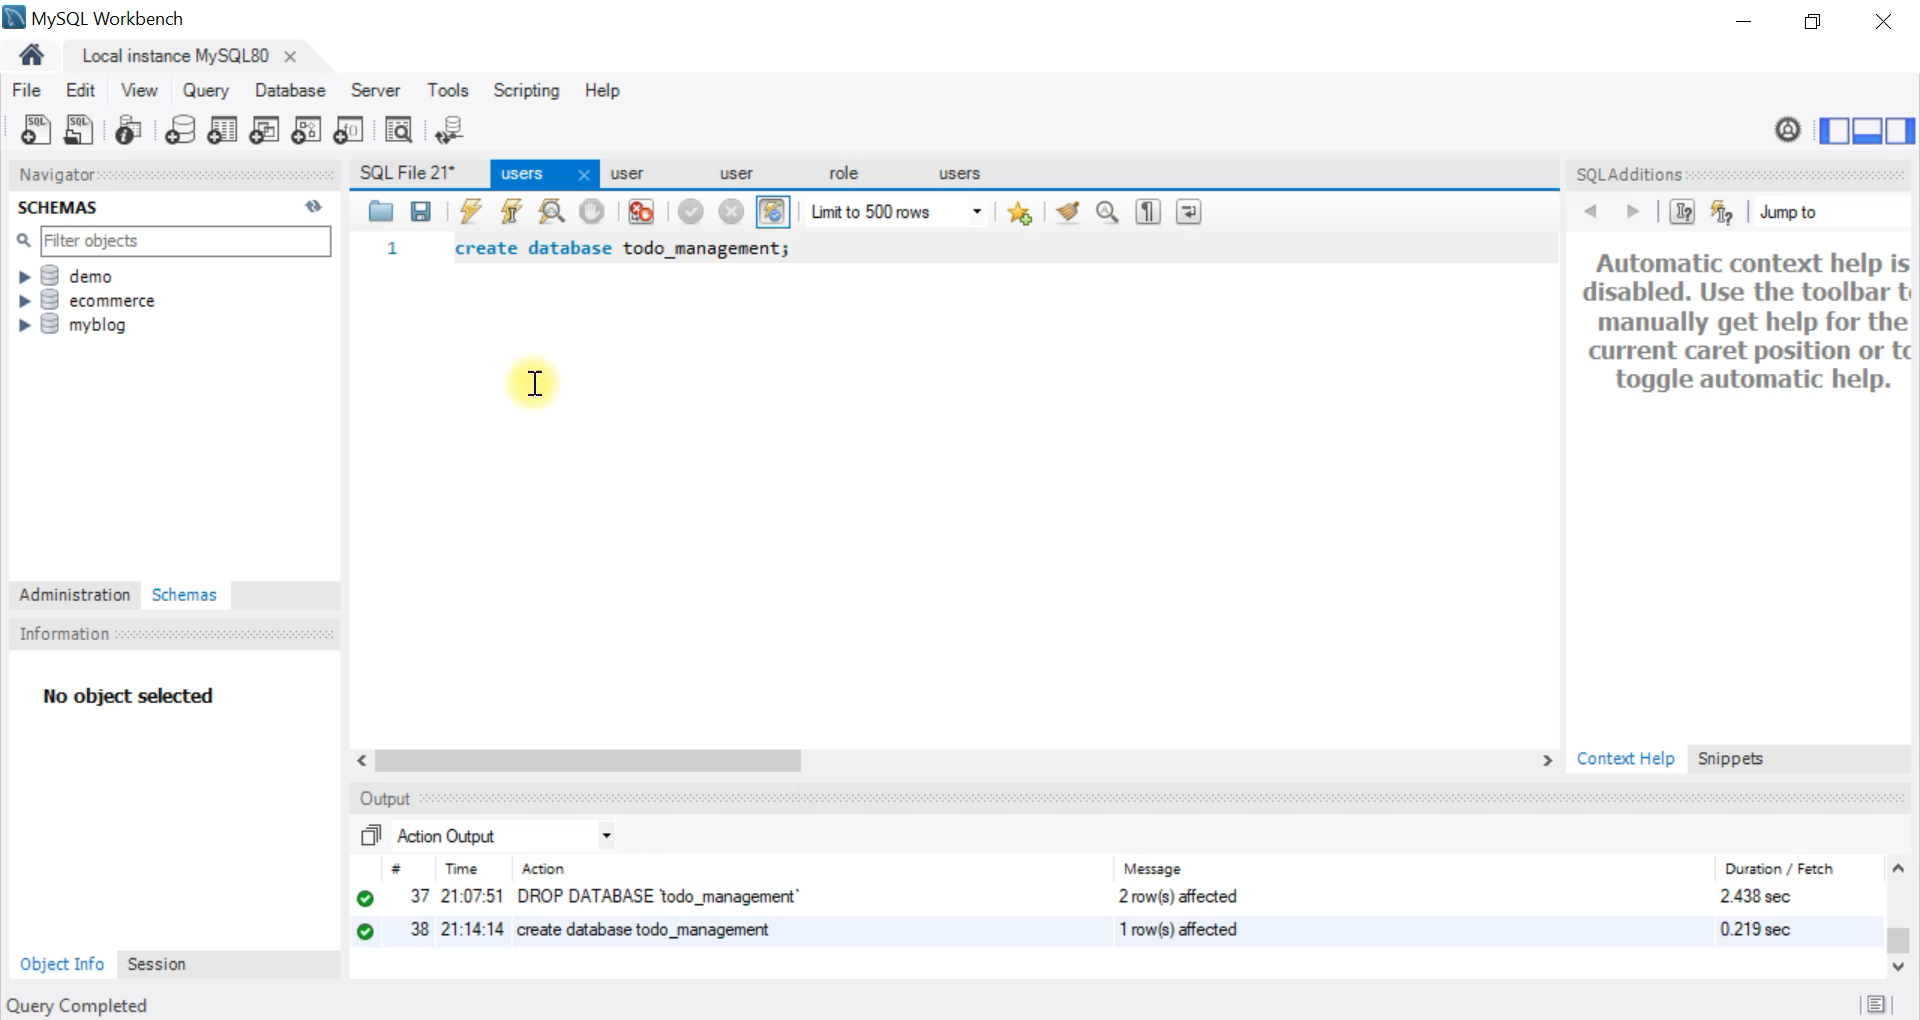 MySQL Workbench
Local instance MySQL80
File Edit View Query Database Server Tools Scripting Help
Navigator
SCHEMAS
Filter objects
demo
ecommerce
myblog
Administration Schemas
Information
No object selected
Object Info Session
Query Completed
SQL File 21* users user user role users
Limit to 500 rows
1 create database todo_management;
SQLAdditions
Jump to
Automatic context help is
disabled. Use the toolbar to
manually get help for the
current caret position or to
toggle automatic help.
Context Help Snippets
Output
Action Output
# Time Action Message Duration / Fetch
37 21:07:51 DROP DATABASE `todo_management` 2 row(s) affected 2.438 sec
38 21:14:14 create database todo_management 1 row(s) affected 0.219 sec